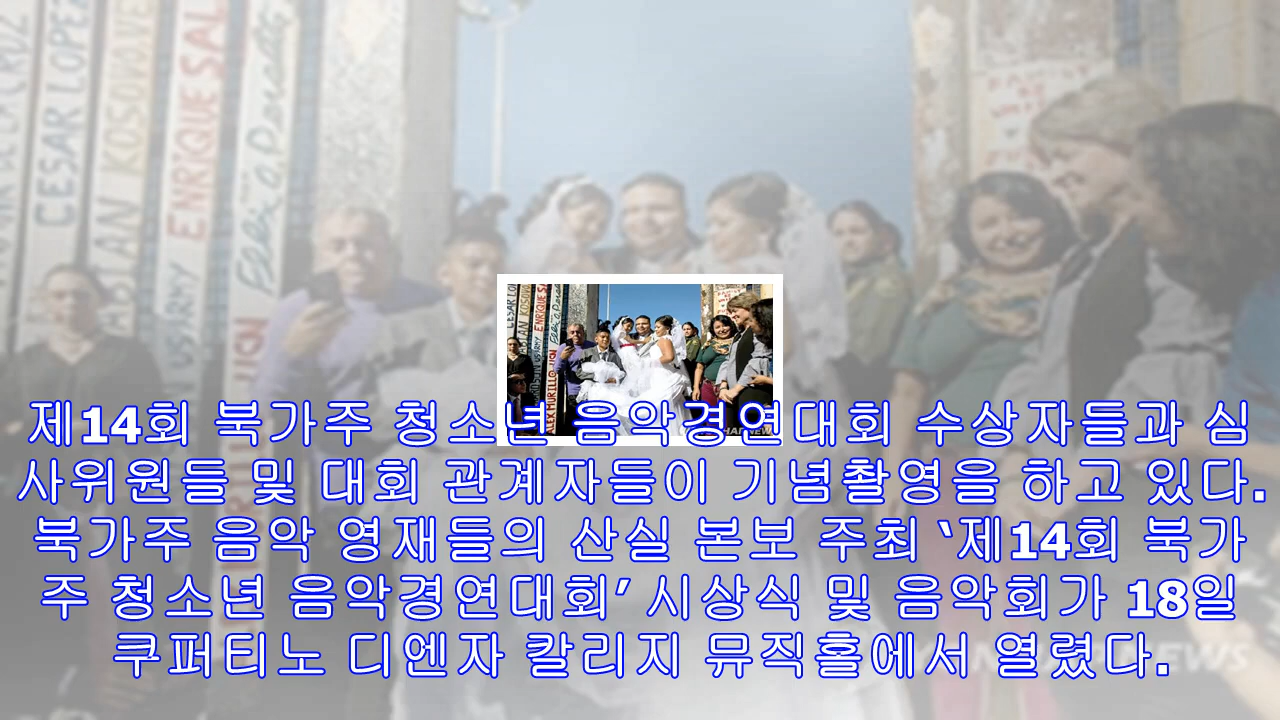 CESAR LOPEZ
KOSOVAVE
ENRIQUE SAL
제14회 북가주 청소년 음악경연대회 수상자들과 심
사위원들 및 대회 관계자들이 기념촬영을 하고 있다.
북가주 음악 영재들의 산실 본보 주최 ‘제14회 북가
주 청소년 음악경연대회’ 시상식 및 음악회가 18일
쿠퍼티노 디엔자 칼리지 뮤직홀에서 열렸다.